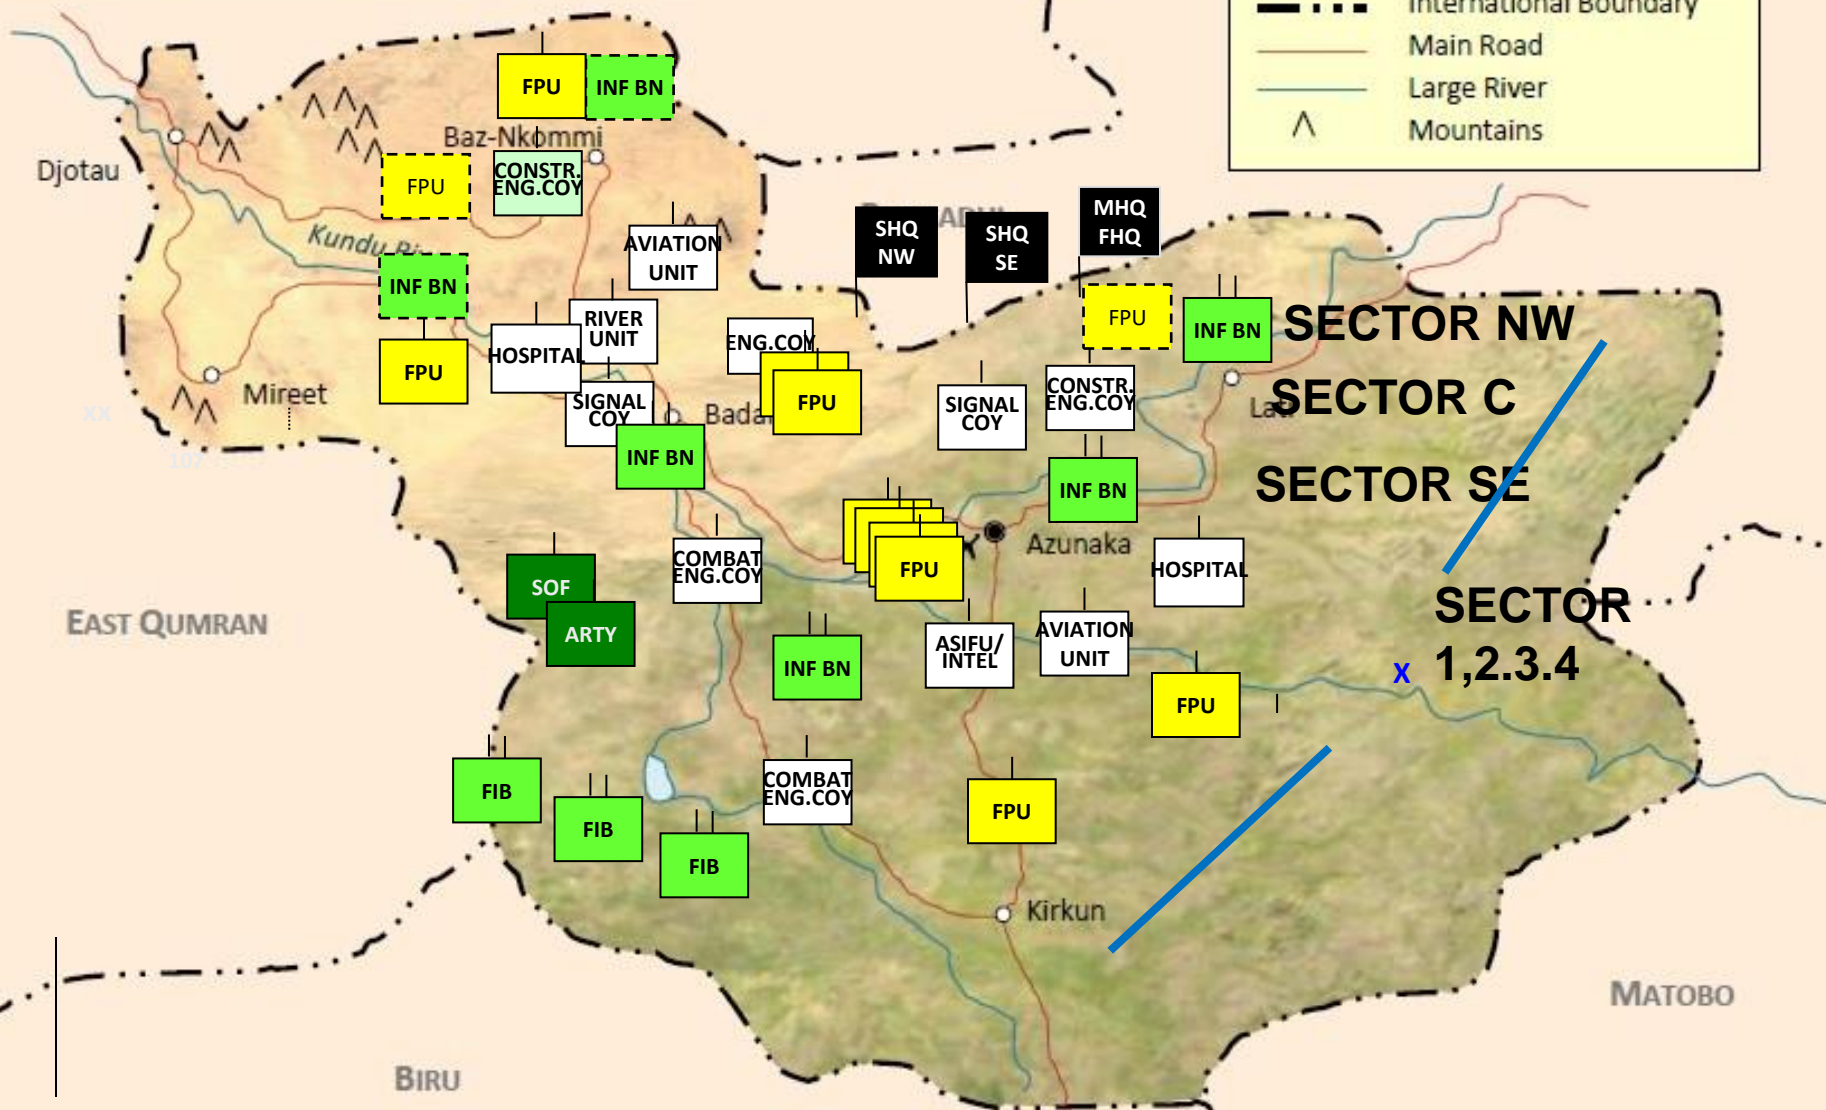 International Boundary
Main Road
Large River
Mountains
FPU
INF BN
Baz-Nkommi
Djotau
FPU
CONSTR.
ENG.COY
MHQ
FHQ
SHQ
NW
SHQ
SE
Kundu
AVIATION
UNIT
INF BN
FPU
INF BN
SECTOR NW
RIVER
UNIT
HOSPITAL
ENG.COY
FPU
Mireet
SIGNAL
COY
FPU
SIGNAL
COY
CONSTR.
ENG.COY
SECTOR C
XX
107
INF BN
INF BN
SECTOR SE
Azunaka
COMBAT
ENG.COY
FPU
HOSPITAL
SOF
ARTY
EAST QUMRAN
INF BN
ASIFU/
INTEL
AVIATION
UNIT
SECTOR
X 1,2.3.4
FPU
FIB
FIB
FIB
COMBAT
ENG.COY
FPU
Kirkun
MATOBO
BIRU